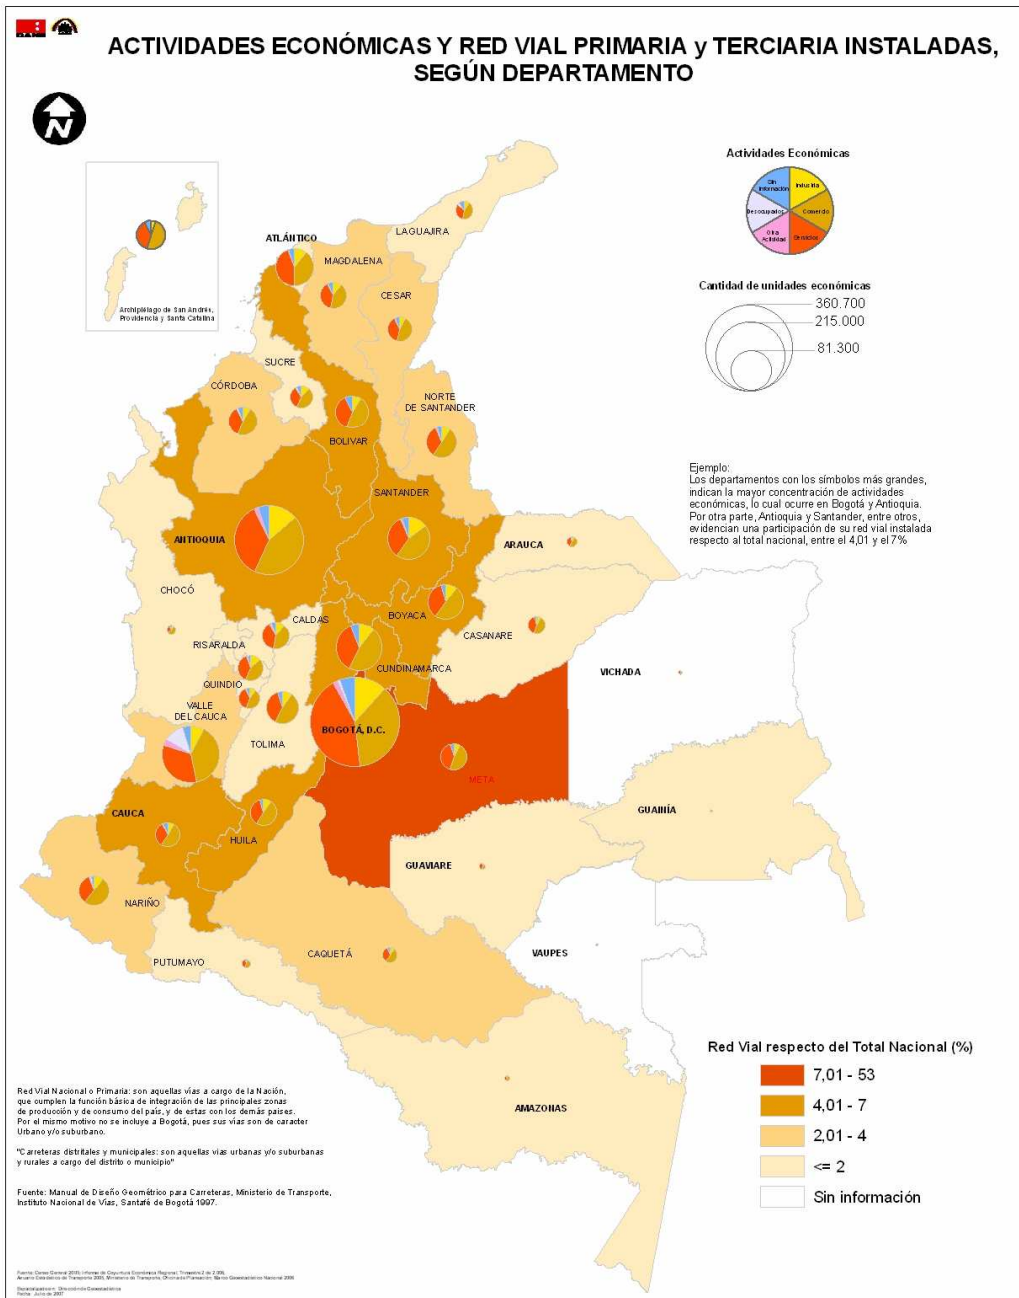 DANE
ACTIVIDADES ECONÓMICAS Y RED VIAL PRIMARIA y TERCIARIA INSTALADAS,
SEGÚN DEPARTAMENTO
N
Archipiélago de San Andrés,
Providencia y Santa Catalina
Actividades Económicas
Sin
Información
Industria
Desocupados
Comercio
Otra
Actividad
Servicios
Cantidad de unidades económicas
360.700
215.000
81.300
LAGUAJIRA
ATLÁNTICO
MAGDALENA
CESAR
SUCRE
CÓRDOBA
NORTE
DE SANTANDER
BOLIVAR
SANTANDER
ANTIOQUIA
ARAUCA
CHOCÓ
CALDAS
BOYACA
CASANARE
RISARALDA
CUNDINAMARCA
VICHADA
QUINDIO
VALLE
DEL CAUCA
BOGOTÁ, D.C.
TOLIMA
META
GUAINÍA
CAUCA
HUILA
GUAVIARE
NARIÑO
CAQUETÁ
VAUPES
PUTUMAYO
AMAZONAS
Ejemplo:
Los departamentos con los símbolos más grandes,
indican la mayor concentración de actividades
económicas, lo cual ocurre en Bogotá y Antioquia.
Por otra parte, Antioquia y Santander, entre otros,
evidencian una participación de su red vial instalada
respecto al total nacional, entre el 4,01 y el 7%
Red Vial respecto del Total Nacional (%)
7,01 - 53
4,01 - 7
2,01 - 4
<= 2
Sin información
Red Vial Nacional o Primaria: son aquellas vías a cargo de la Nación,
que cumplen la función básica de integración de las principales zonas
de producción y de consumo del país, y de estas con los demás paises.
Por el mismo motivo no se incluye a Bogotá, pues sus vías son de caracter
Urbano y/o suburbano.
"Carreteras distritales y municipales: son aquellas vias urbanas y/o suburbanas
y rurales a cargo del distrito o municipio"
Fuente: Manual de Diseño Geométrico para Carreteras, Ministerio de Transporte,
Instituto Nacional de Vías, Santafé de Bogotá 1997.
Fecha: Junio de 2007